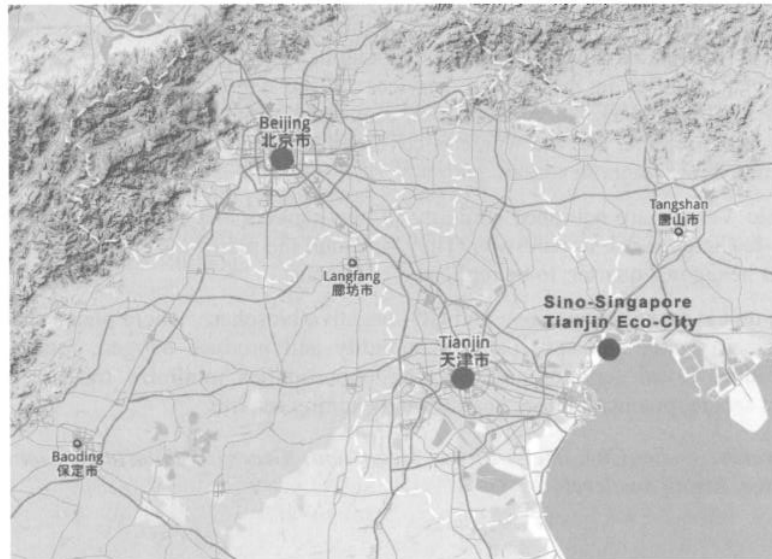 Beijing
北京市
Tangshan
唐山市
Langfang
廊坊市
Sino-Singapore
Tianjin Eco-City
Tianjin
天津市
Baoding
保定市